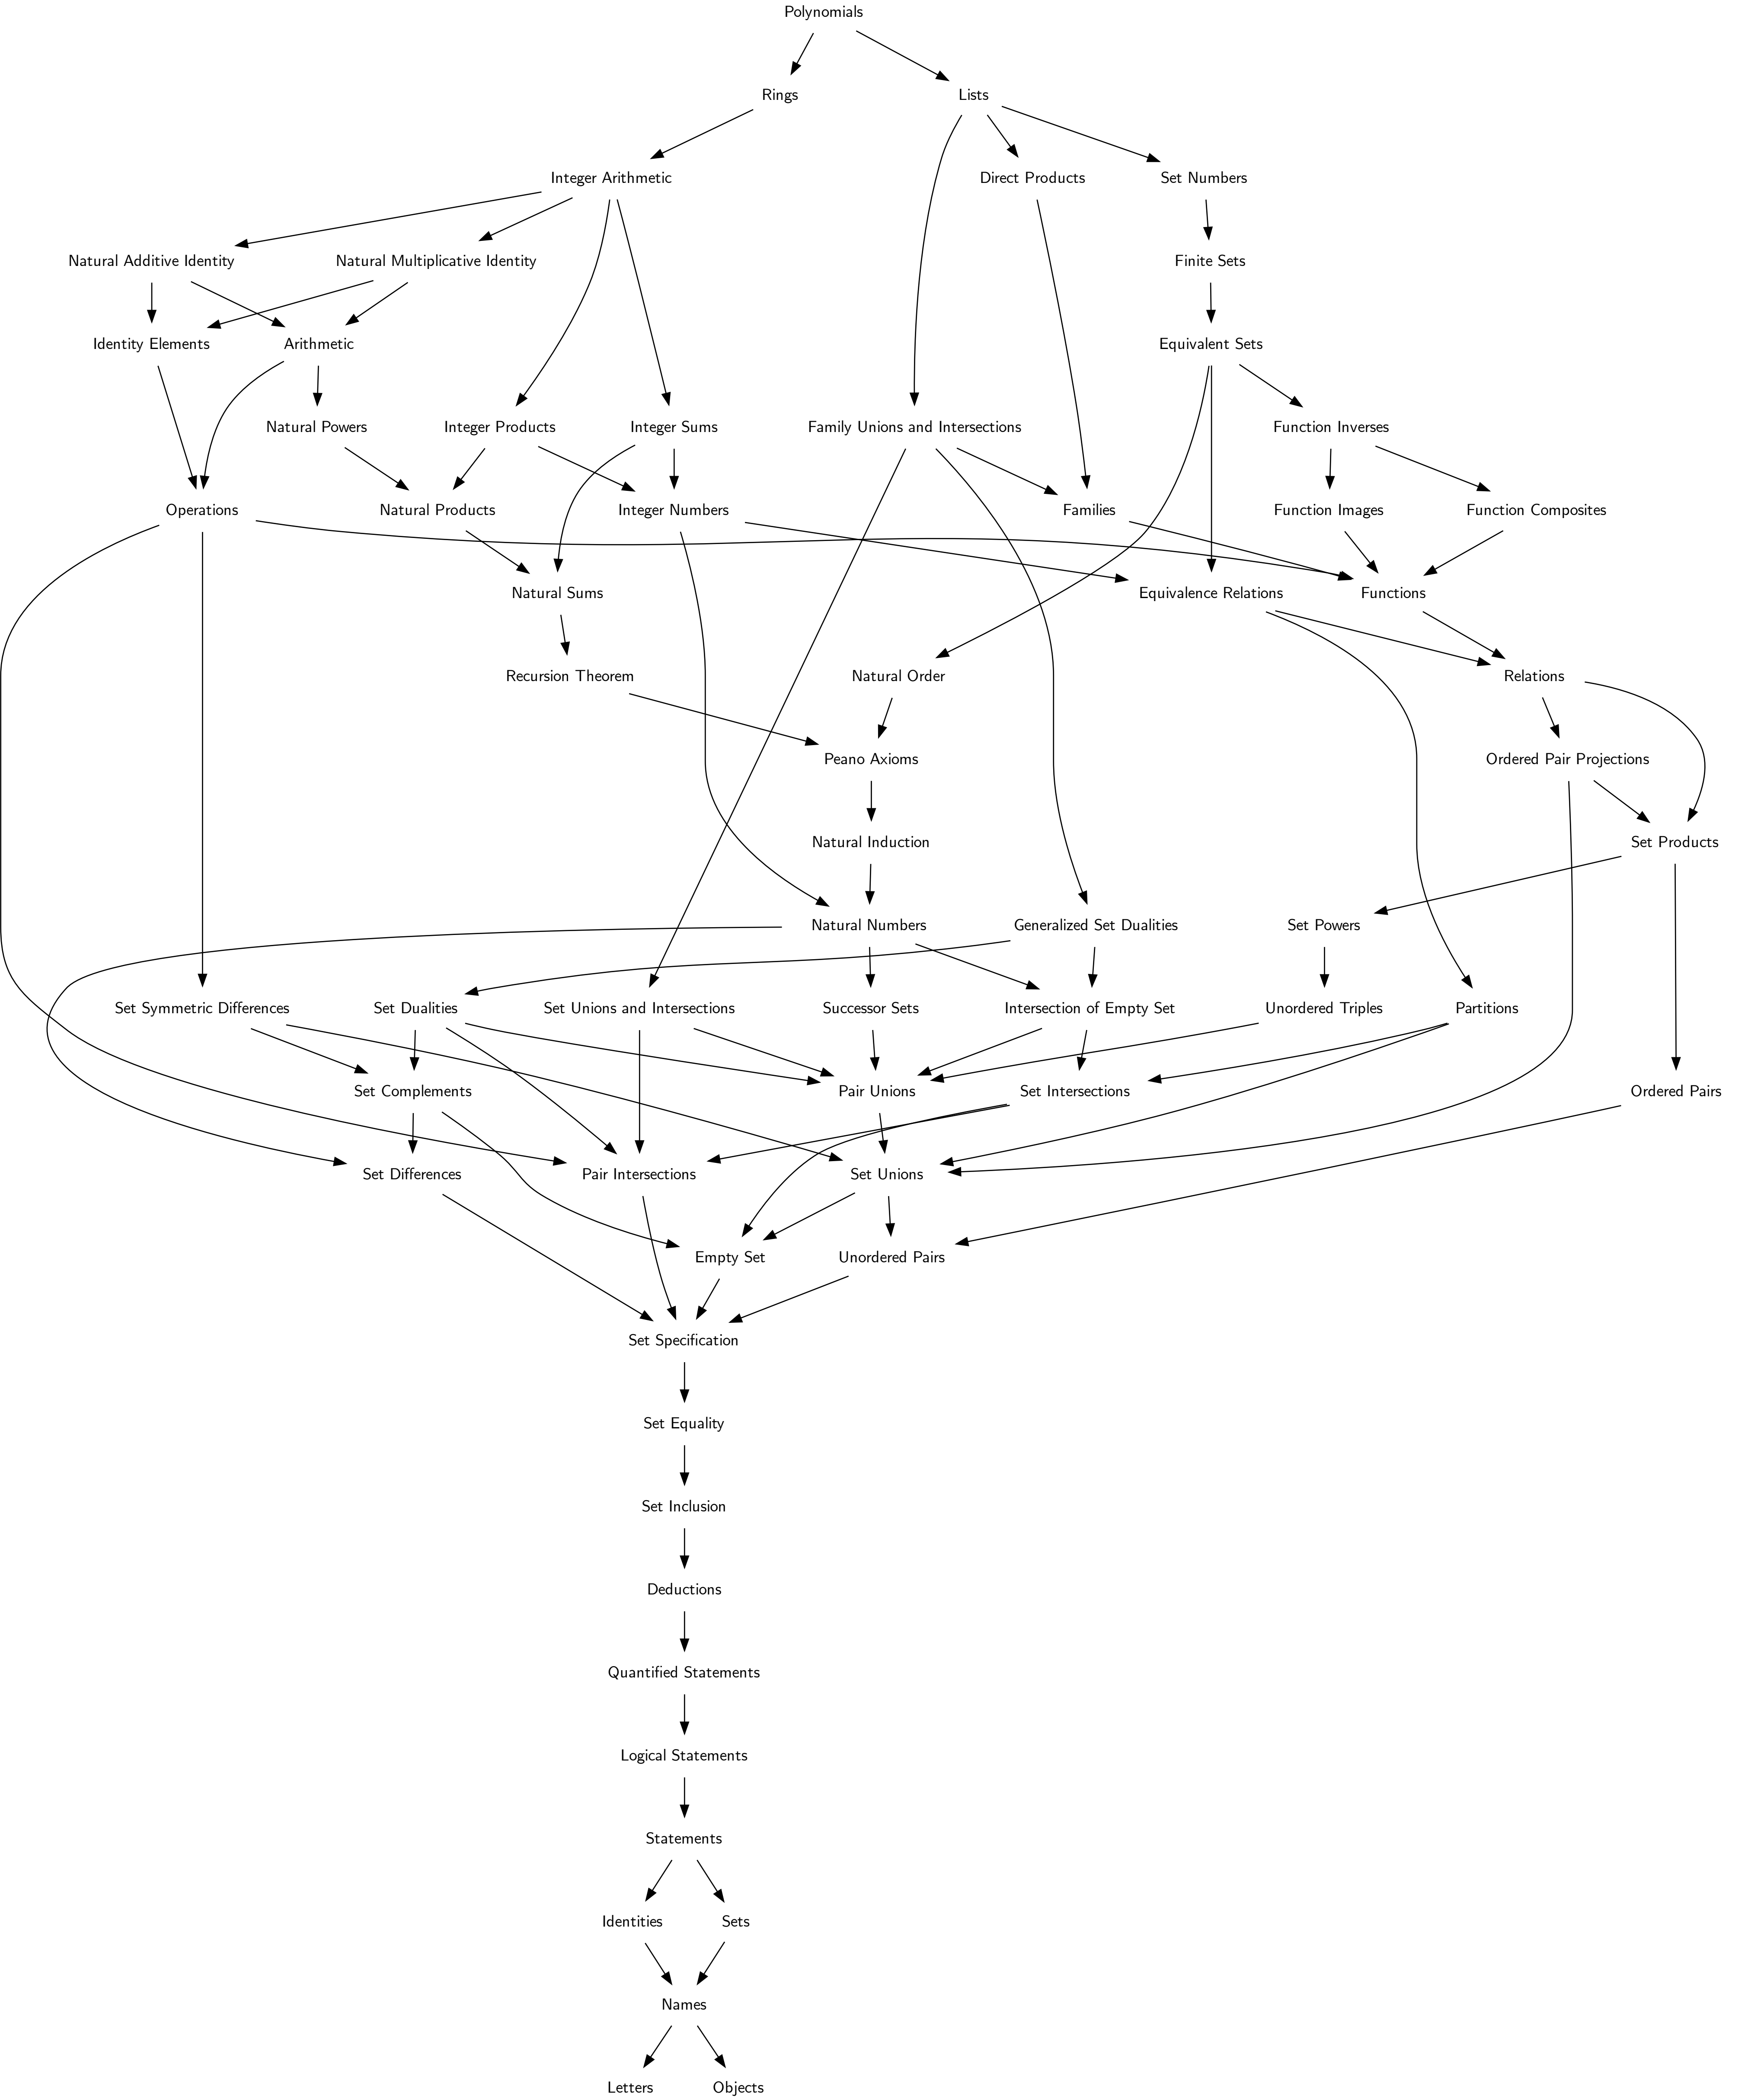 Polynomials
Rings
Lists
Integer Arithmetic
Direct Products
Set Numbers
Natural Additive Identity
Natural Multiplicative Identity
Finite Sets
Identity Elements
Arithmetic
Equivalent Sets
Natural Powers
Integer Products
Integer Sums
Family Unions and Intersections
Function Inverses
Operations
Natural Products
Integer Numbers
Families
Function Images
Function Composites
Natural Sums
Equivalence Relations
Functions
Recursion Theorem
Natural Order
Relations
Peano Axioms
Ordered Pair Projections
Natural Induction
Set Products
Natural Numbers
Generalized Set Dualities
Set Powers
Set Symmetric Differences
Set Dualities
Set Unions and Intersections
Successor Sets
Intersection of Empty Set
Unordered Triples
Partitions
Set Complements
Pair Unions
Set Intersections
Ordered Pairs
Set Differences
Pair Intersections
Set Unions
Empty Set
Unordered Pairs
Set Specification
Set Equality
Set Inclusion
Deductions
Quantified Statements
Logical Statements
Statements
Identities
Sets
Names
Letters
Objects